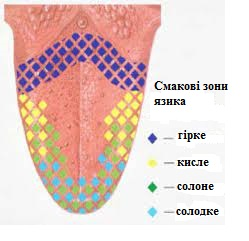 Смакові зони
язика
— гірке
— кисле
— солоне
— солодке